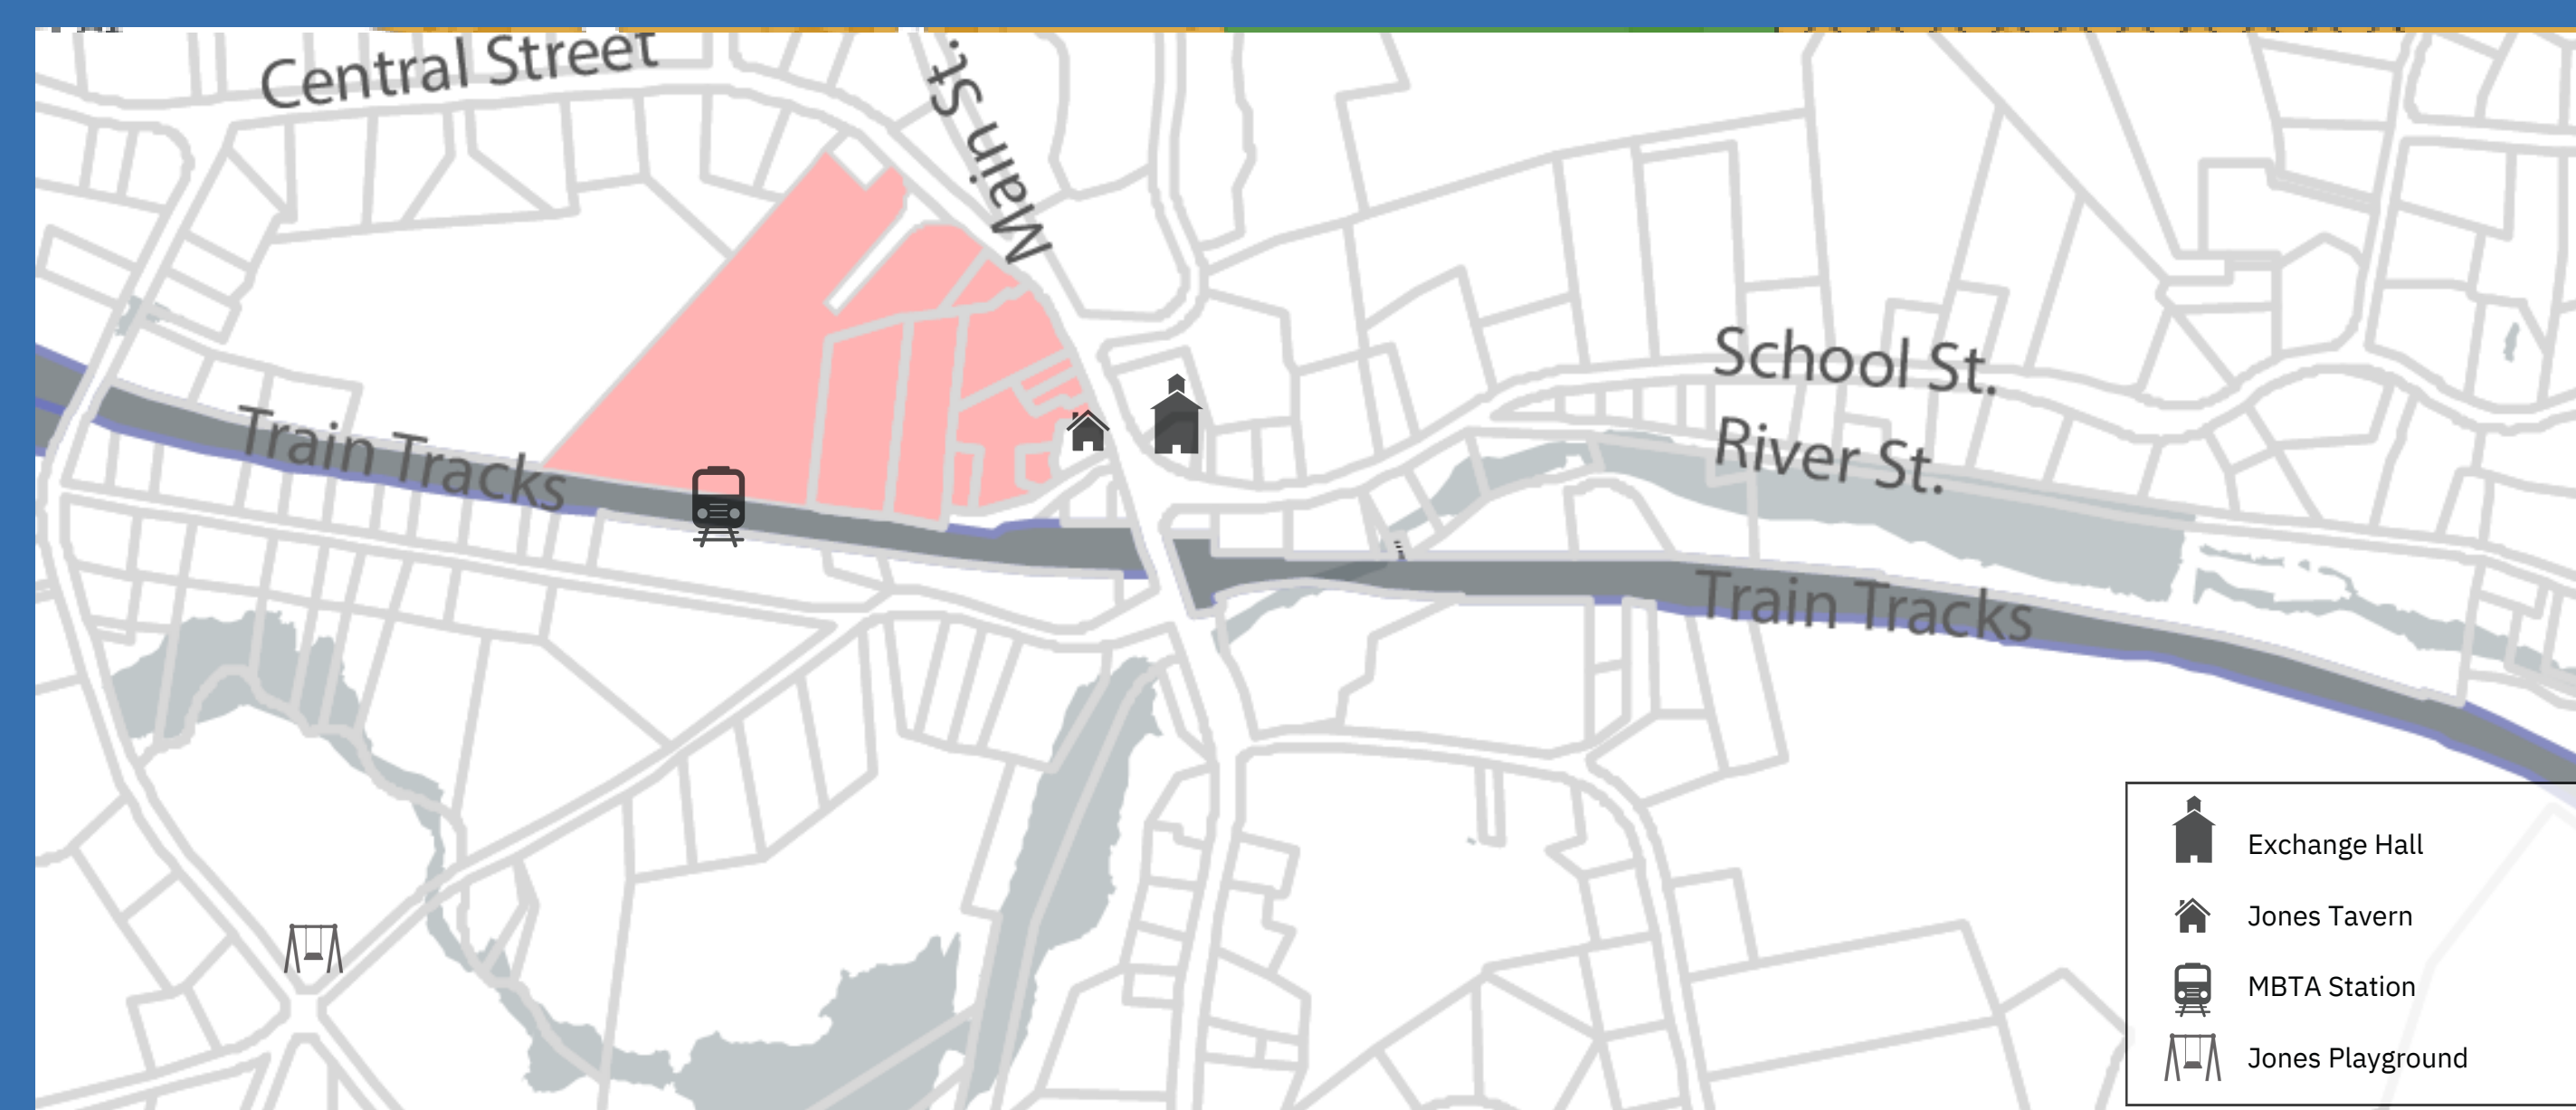 Central Street
Main St.
School St.
River St.
Train Tracks
Train Tracks
Exchange Hall
Jones Tavern
MBTA Station
Jones Playground